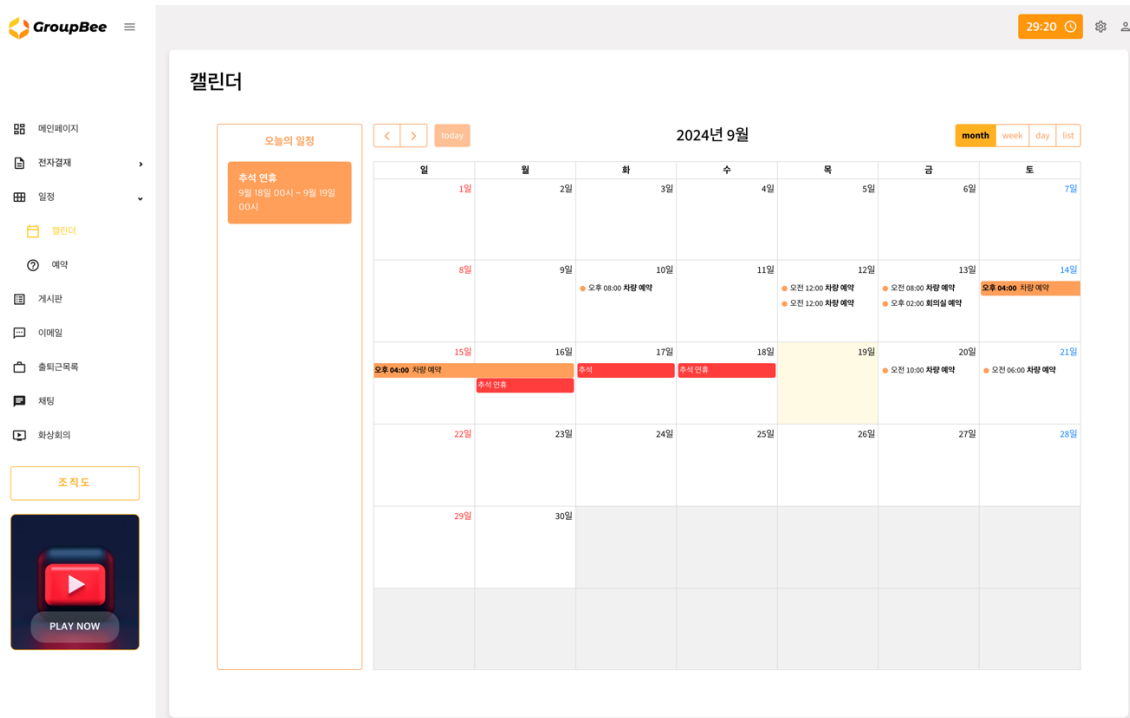 GroupBee
29:20
캘린더
메인페이지
전자결재
일정
캘린더
예약
게시판
이메일
출퇴근목록
채팅
화상회의
조직도
PLAY NOW
오늘의 일정
추석 연휴
9월 18일 00시 ~ 9월 19일
00시
today
2024년 9월
month week day list
일 월 화 수 목 금 토
1일 2일 3일 4일 5일 6일 7일
8일 9일 10일 11일 12일 13일 14일
오후 08:00 차량 예약 오전 12:00 차량 예약 오전 08:00 차량 예약 오후 04:00 차량 예약
오전 12:00 차량 예약 오후 02:00 회의실 예약
15일 16일 17일 18일 19일 20일 21일
오후 04:00 차량 예약 추석 추석 연휴 오전 10:00 차량 예약 오전 06:00 차량 예약
추석 연휴
22일 23일 24일 25일 26일 27일 28일
29일 30일